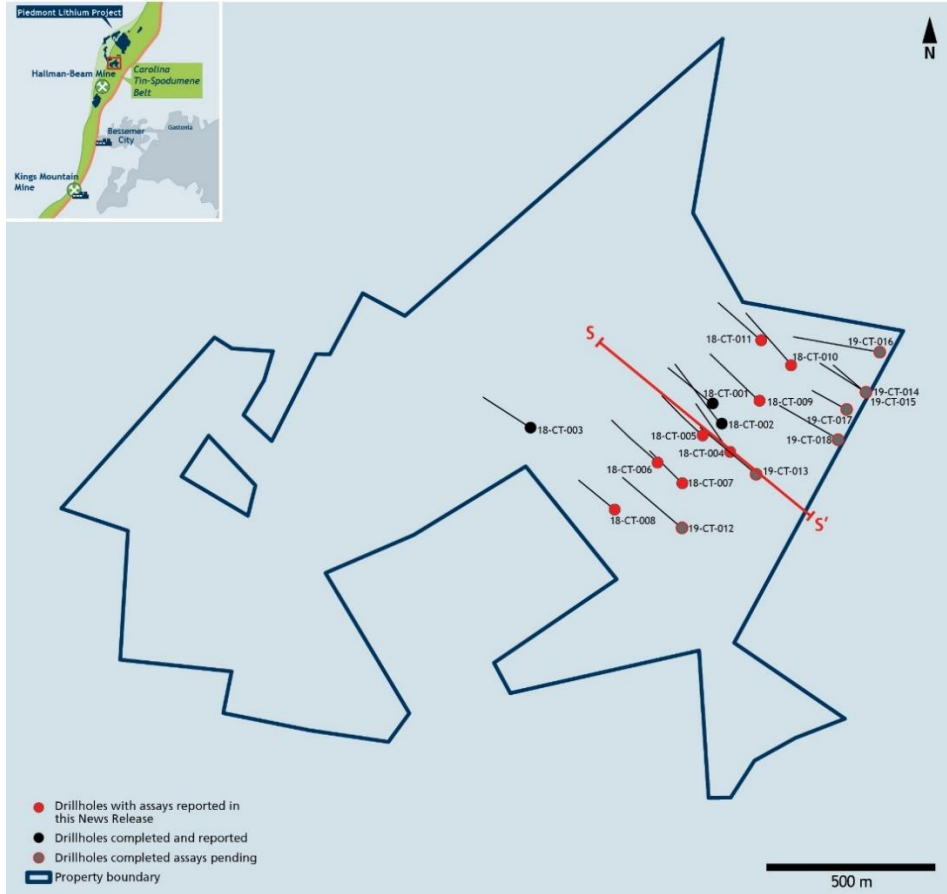 Piedmont Lithium Project
Hallman-Beam Mine
Carolina
Tin-Spodumene
Belt
Bessemer
City
Gastonia
Kings Mountain
Mine
N
S
18-CT-011
19-CT-016
18-CT-010
18-CT-001
18-CT-009
19-CT-014
19-CT-015
19-CT-017
18-CT-002
18-CT-003
18-CT-005
19-CT-018
18-CT-004
18-CT-006
19-CT-013
18-CT-007
18-CT-008
S'
19-CT-012
Drillholes with assays reported in
this News Release
Drillholes completed and reported
Drillholes completed assays pending
Property boundary
500 m